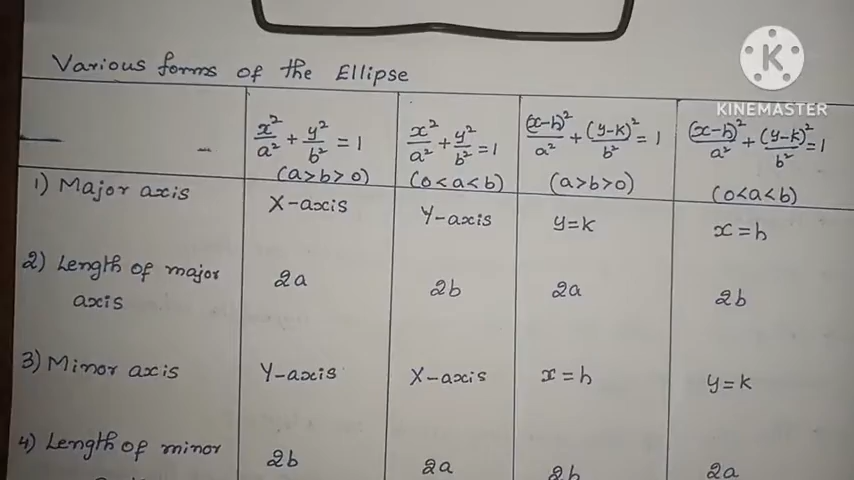 KINEMASTER
Various forms of the Ellipse
x²/a² + y²/b² = 1 (a>b>0)
x²/a² + y²/b² = 1 (0<a<b)
(x-h)²/a² + (y-k)²/b² = 1 (a>b>0)
(x-h)²/a² + (y-k)²/b² = 1 (0<a<b)
1) Major axis X-axis Y-axis y=k x=h
2) Length of major axis 2a 2b 2a 2b
3) Minor axis Y-axis X-axis x=h y=k
4) Length of minor 2b 2a 2b 2a